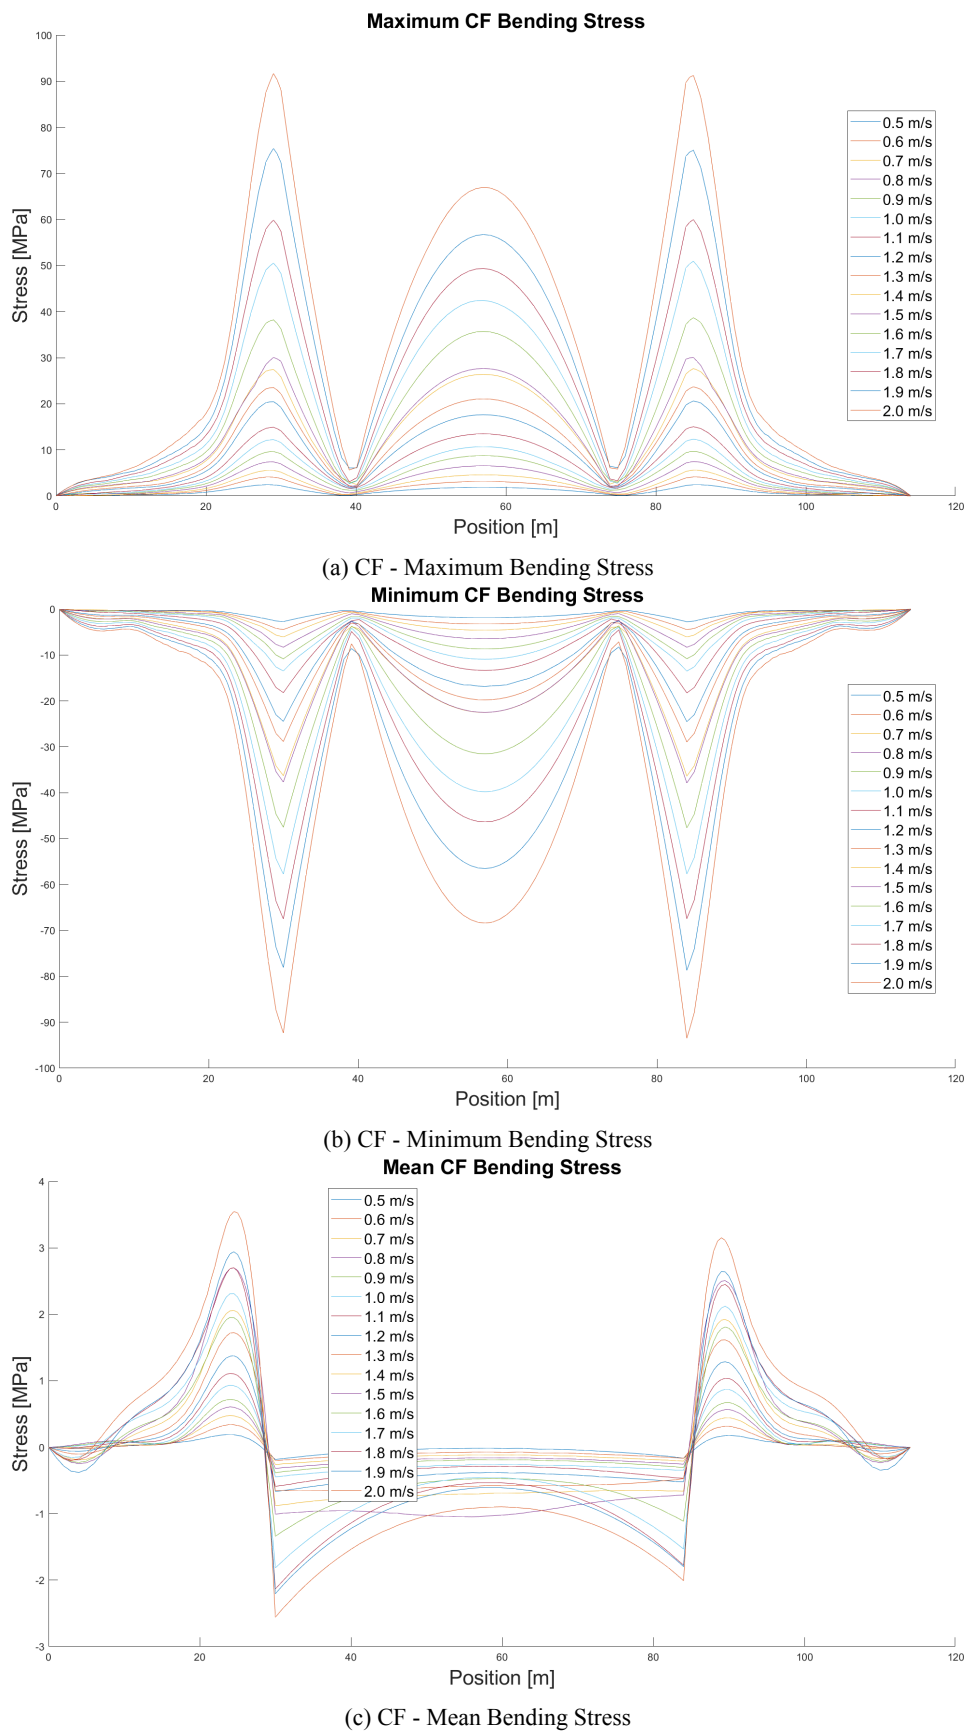 Maximum CF Bending Stress
100
90
80
70
60
50
40
30
20
10
0
Stress [MPa]
0.5 m/s
0.6 m/s
0.7 m/s
0.8 m/s
0.9 m/s
1.0 m/s
1.1 m/s
1.2 m/s
1.3 m/s
1.4 m/s
1.5 m/s
1.6 m/s
1.7 m/s
1.8 m/s
1.9 m/s
2.0 m/s
0 20 40 60 80 100 120
Position [m]
(a) CF - Maximum Bending Stress
Minimum CF Bending Stress
0
-10
-20
-30
-40
-50
-60
-70
-80
-90
-100
Stress [MPa]
0.5 m/s
0.6 m/s
0.7 m/s
0.8 m/s
0.9 m/s
1.0 m/s
1.1 m/s
1.2 m/s
1.3 m/s
1.4 m/s
1.5 m/s
1.6 m/s
1.7 m/s
1.8 m/s
1.9 m/s
2.0 m/s
0 20 40 60 80 100 120
Position [m]
(b) CF - Minimum Bending Stress
Mean CF Bending Stress
4
3
2
1
0
-1
-2
-3
Stress [MPa]
0.5 m/s
0.6 m/s
0.7 m/s
0.8 m/s
0.9 m/s
1.0 m/s
1.1 m/s
1.2 m/s
1.3 m/s
1.4 m/s
1.5 m/s
1.6 m/s
1.7 m/s
1.8 m/s
1.9 m/s
2.0 m/s
0 20 40 60 80 100 120
Position [m]
(c) CF - Mean Bending Stress